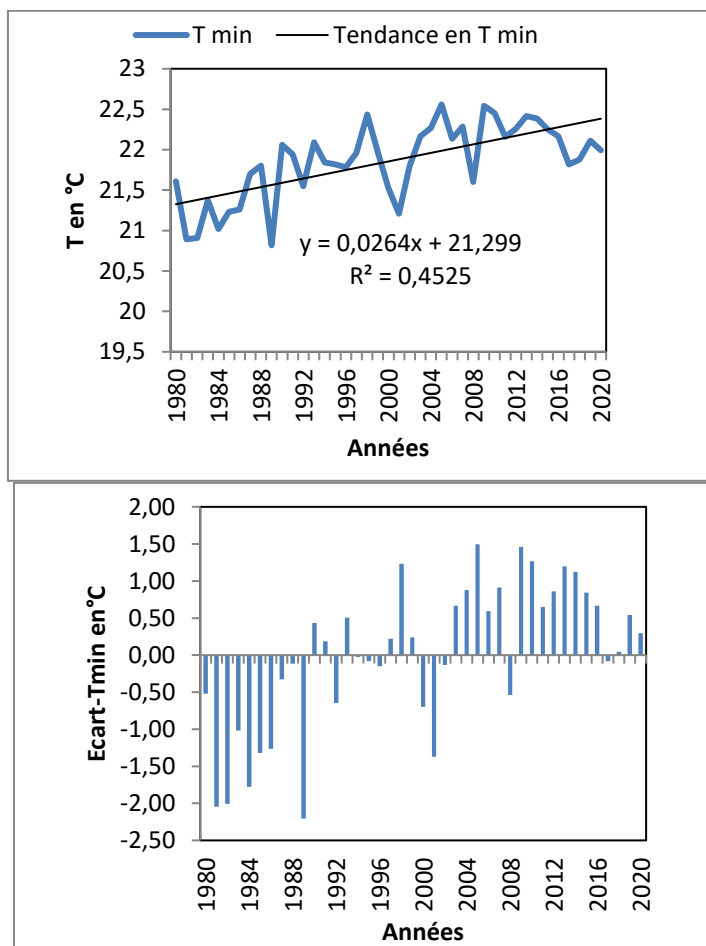 T min Tendance en T min
23
22,5
22
21,5
21
20,5
20
19,5
T en °C
y = 0,0264x + 21,299
R² = 0,4525
1980 1984 1988 1992 1996 2000 2004 2008 2012 2016 2020
Années
2,00
1,50
1,00
0,50
0,00
-0,50
-1,00
-1,50
-2,00
-2,50
Ecart-Tmin en°C
1980 1984 1988 1992 1996 2000 2004 2008 2012 2016 2020
Années